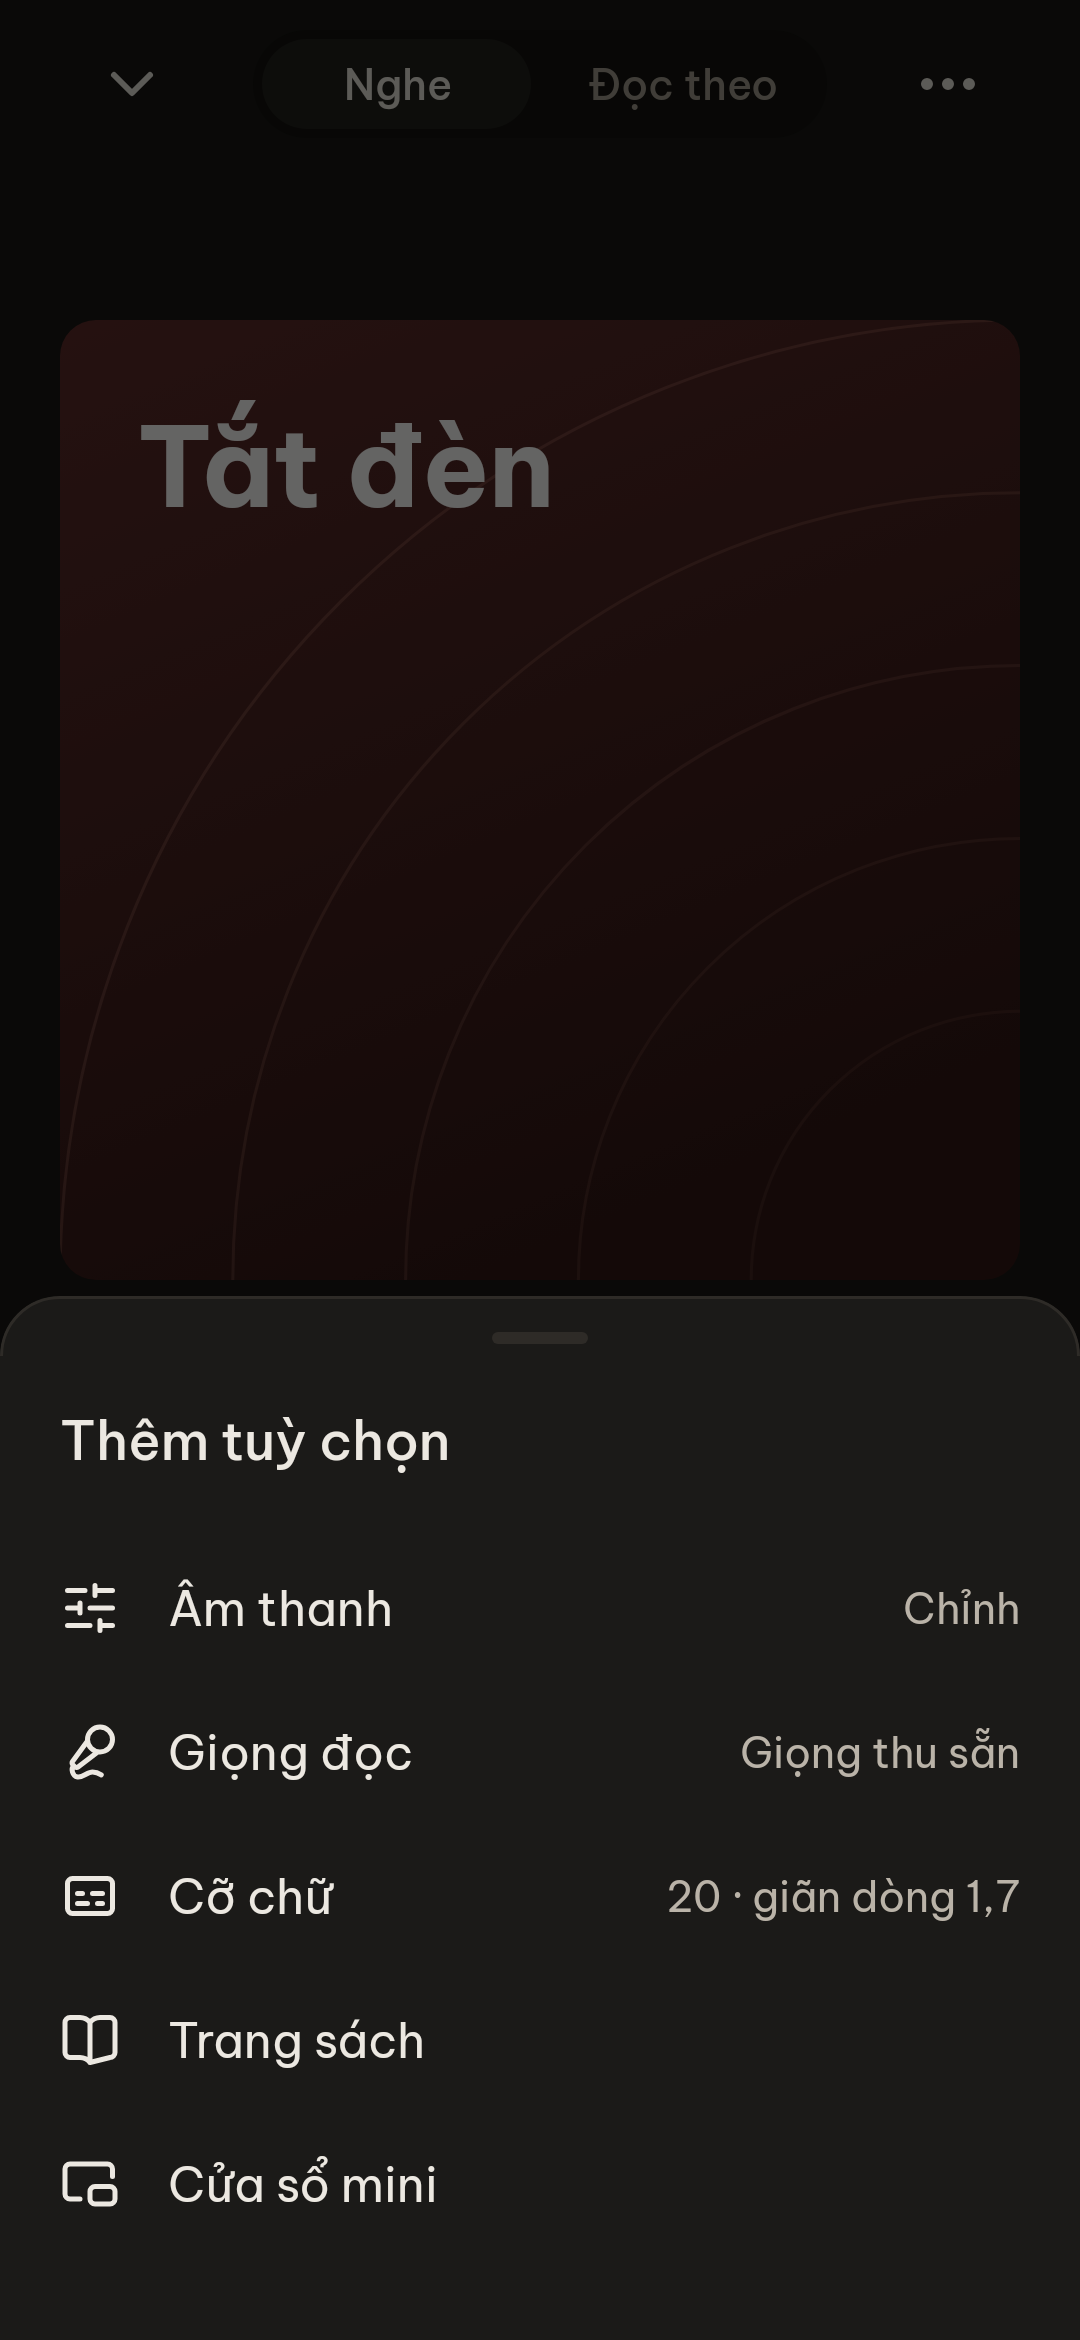 Nghe
Đọc theo
Tắt đèn
Thêm tuỳ chọn
Âm thanh
Chỉnh
Giọng đọc
Giọng thu sẵn
Cỡ chữ
20 · giãn dòng 1,7
Trang sách
Cửa sổ mini